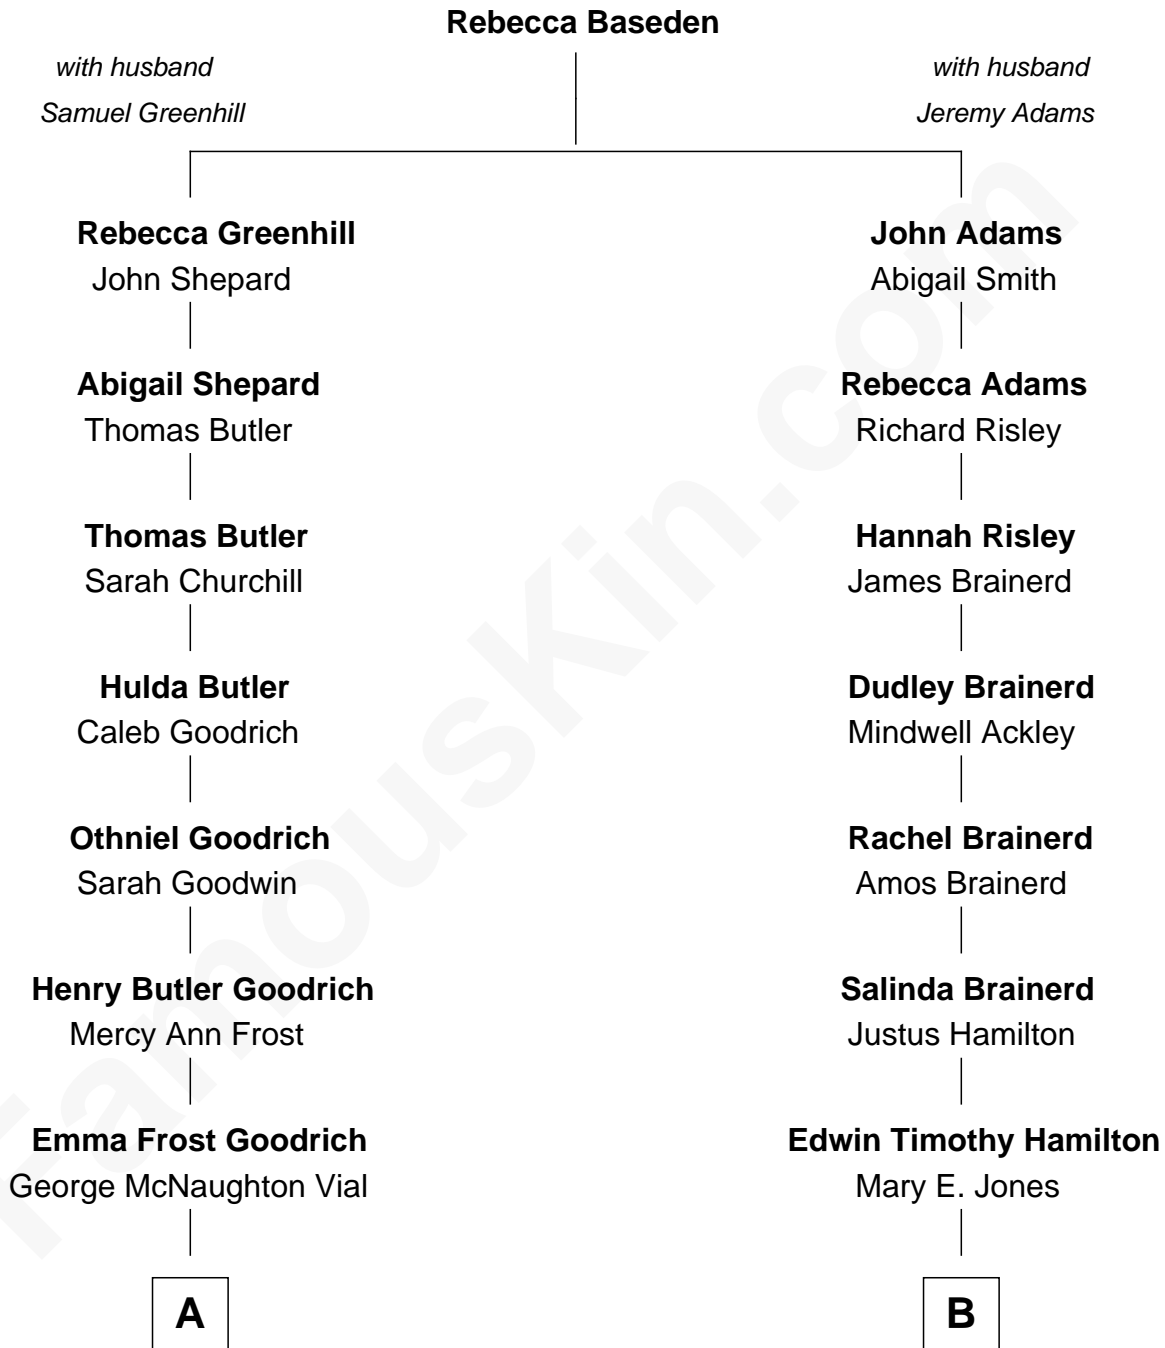 Rebecca Baseden
with husband
Samuel Greenhill
with husband
Jeremy Adams
Rebecca Greenhill
John Shepard
John Adams
Abigail Smith
Abigail Shepard
Thomas Butler
Rebecca Adams
Richard Risley
Thomas Butler
Sarah Churchill
Hannah Risley
James Brainerd
Hulda Butler
Caleb Goodrich
Dudley Brainerd
Mindwell Ackley
Othniel Goodrich
Sarah Goodwin
Rachel Brainerd
Amos Brainerd
Henry Butler Goodrich
Mercy Ann Frost
Salinda Brainerd
Justus Hamilton
Emma Frost Goodrich
George McNaughton Vial
Edwin Timothy Hamilton
Mary E. Jones
A
B
FamousKin.com